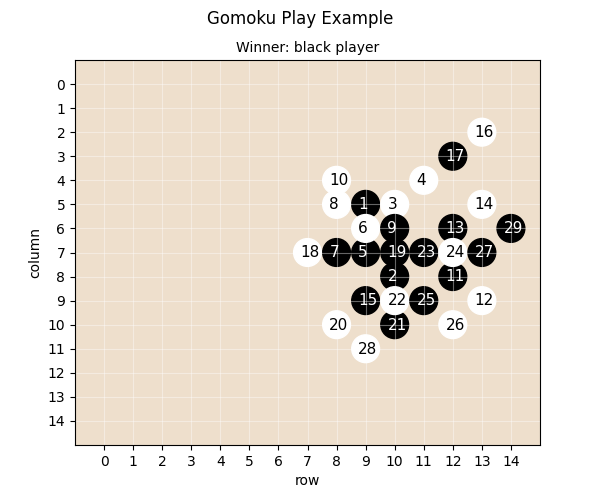 Gomoku Play Example
Winner: black player
column
0
1
2 16
3 17
4 10 4
5 8 1 3 14
6 6 9 13 29
7 18 7 5 19 23 24 27
8 2 11
9 15 22 25 12
10 20 21 26
11 28
12
13
14
0 1 2 3 4 5 6 7 8 9 10 11 12 13 14
row